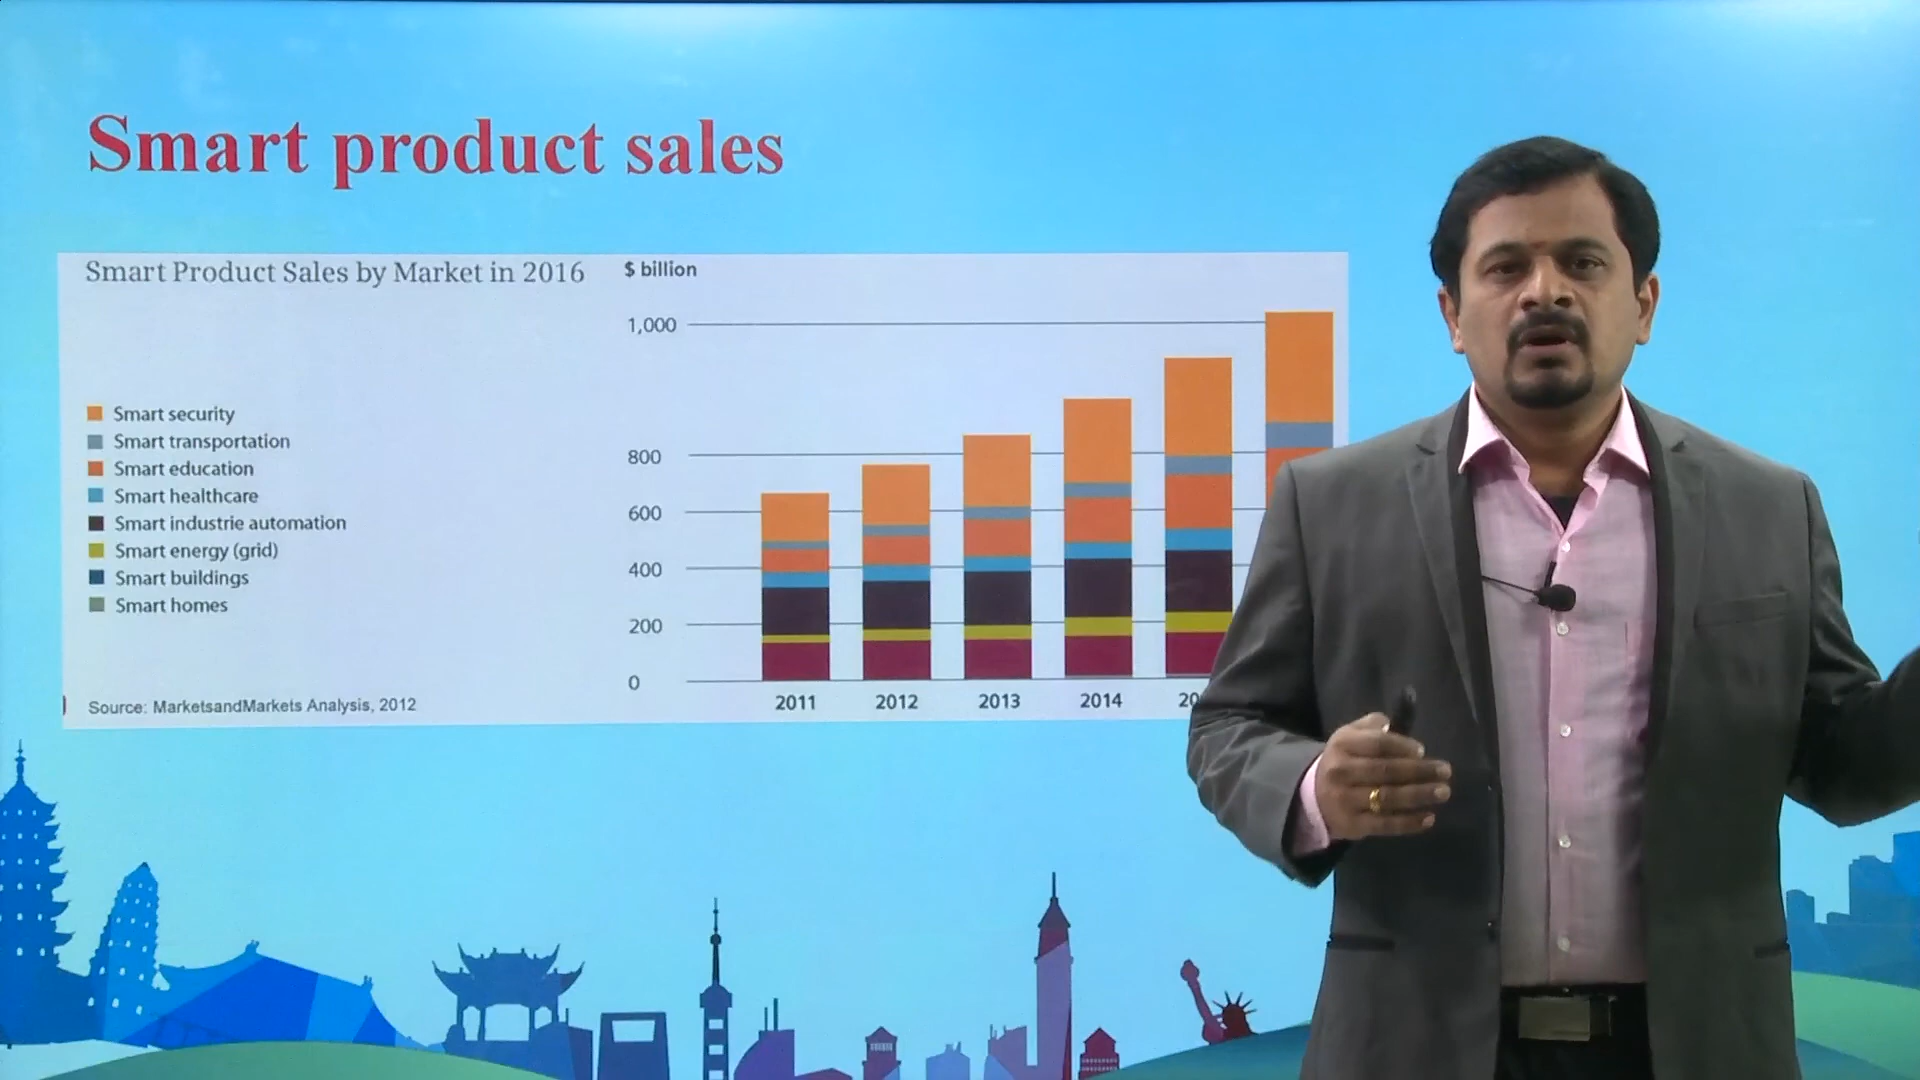 Smart product sales
Smart Product Sales by Market in 2016
$ billion
1,000
800
600
400
200
0
Smart security
Smart transportation
Smart education
Smart healthcare
Smart industrie automation
Smart energy (grid)
Smart buildings
Smart homes
2011
2012
2013
2014
Source: MarketsandMarkets Analysis, 2012